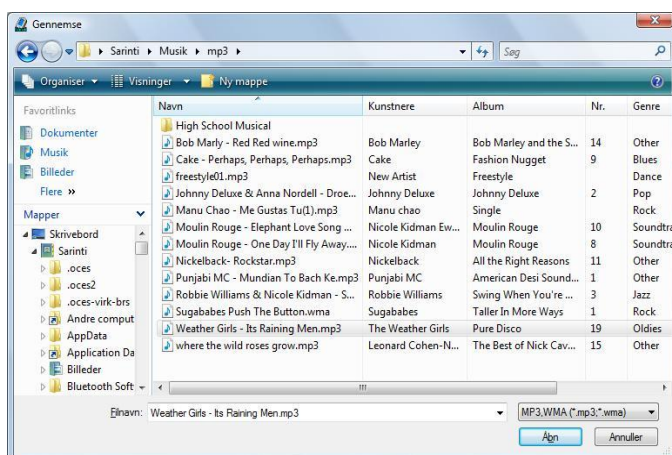 Gennemse
Sarinti Musik mp3
Søg
Organiser Visninger Ny mappe
Favoritlinks
Dokumenter
Musik
Billeder
Flere »
Mapper
Skrivebord
Sarinti
.oces
.oces2
.oces-virk-brs
Andre comput
AppData
Application Da
Billeder
Bluetooth Soft
Navn Kunstnere Album Nr. Genre
High School Musical
Bob Marly - Red Red wine.mp3 Bob Marley Bob Marley and the S... 14 Other
Cake - Perhaps, Perhaps, Perhaps.mp3 Cake Fashion Nugget 9 Blues
freestyle01.mp3 New Artist Freestyle Dance
Johnny Deluxe & Anna Nordell - Droe... Johnny Deluxe Johnny Deluxe 2 Pop
Manu Chao - Me Gustas Tu(1).mp3 Manu chao Single Rock
Moulin Rouge - Elephant Love Song ... Nicole Kidman Ew... Moulin Rouge 10 Soundtra
Moulin Rouge - One Day I'll Fly Away.... Nicole Kidman Moulin Rouge 8 Soundtra
Nickelback- Rockstar.mp3 Nickelback All the Right Reasons 11 Other
Punjabi MC - Mundian To Bach Ke.mp3 Punjabi MC American Desi Sound... 1 Other
Robbie Williams & Nicole Kidman - S... Robbie Williams Swing When You're ... 3 Jazz
Sugababes Push The Button.wma Sugababes Taller In More Ways 1 Rock
Weather Girls - Its Raining Men.mp3 The Weather Girls Pure Disco 19 Oldies
where the wild roses grow.mp3 Leonard Cohen-N... The Best of Nick Cav... 15 Other
Filnavn: Weather Girls - Its Raining Men.mp3 MP3,WMA (*.mp3;*.wma)
Åbn Annuller